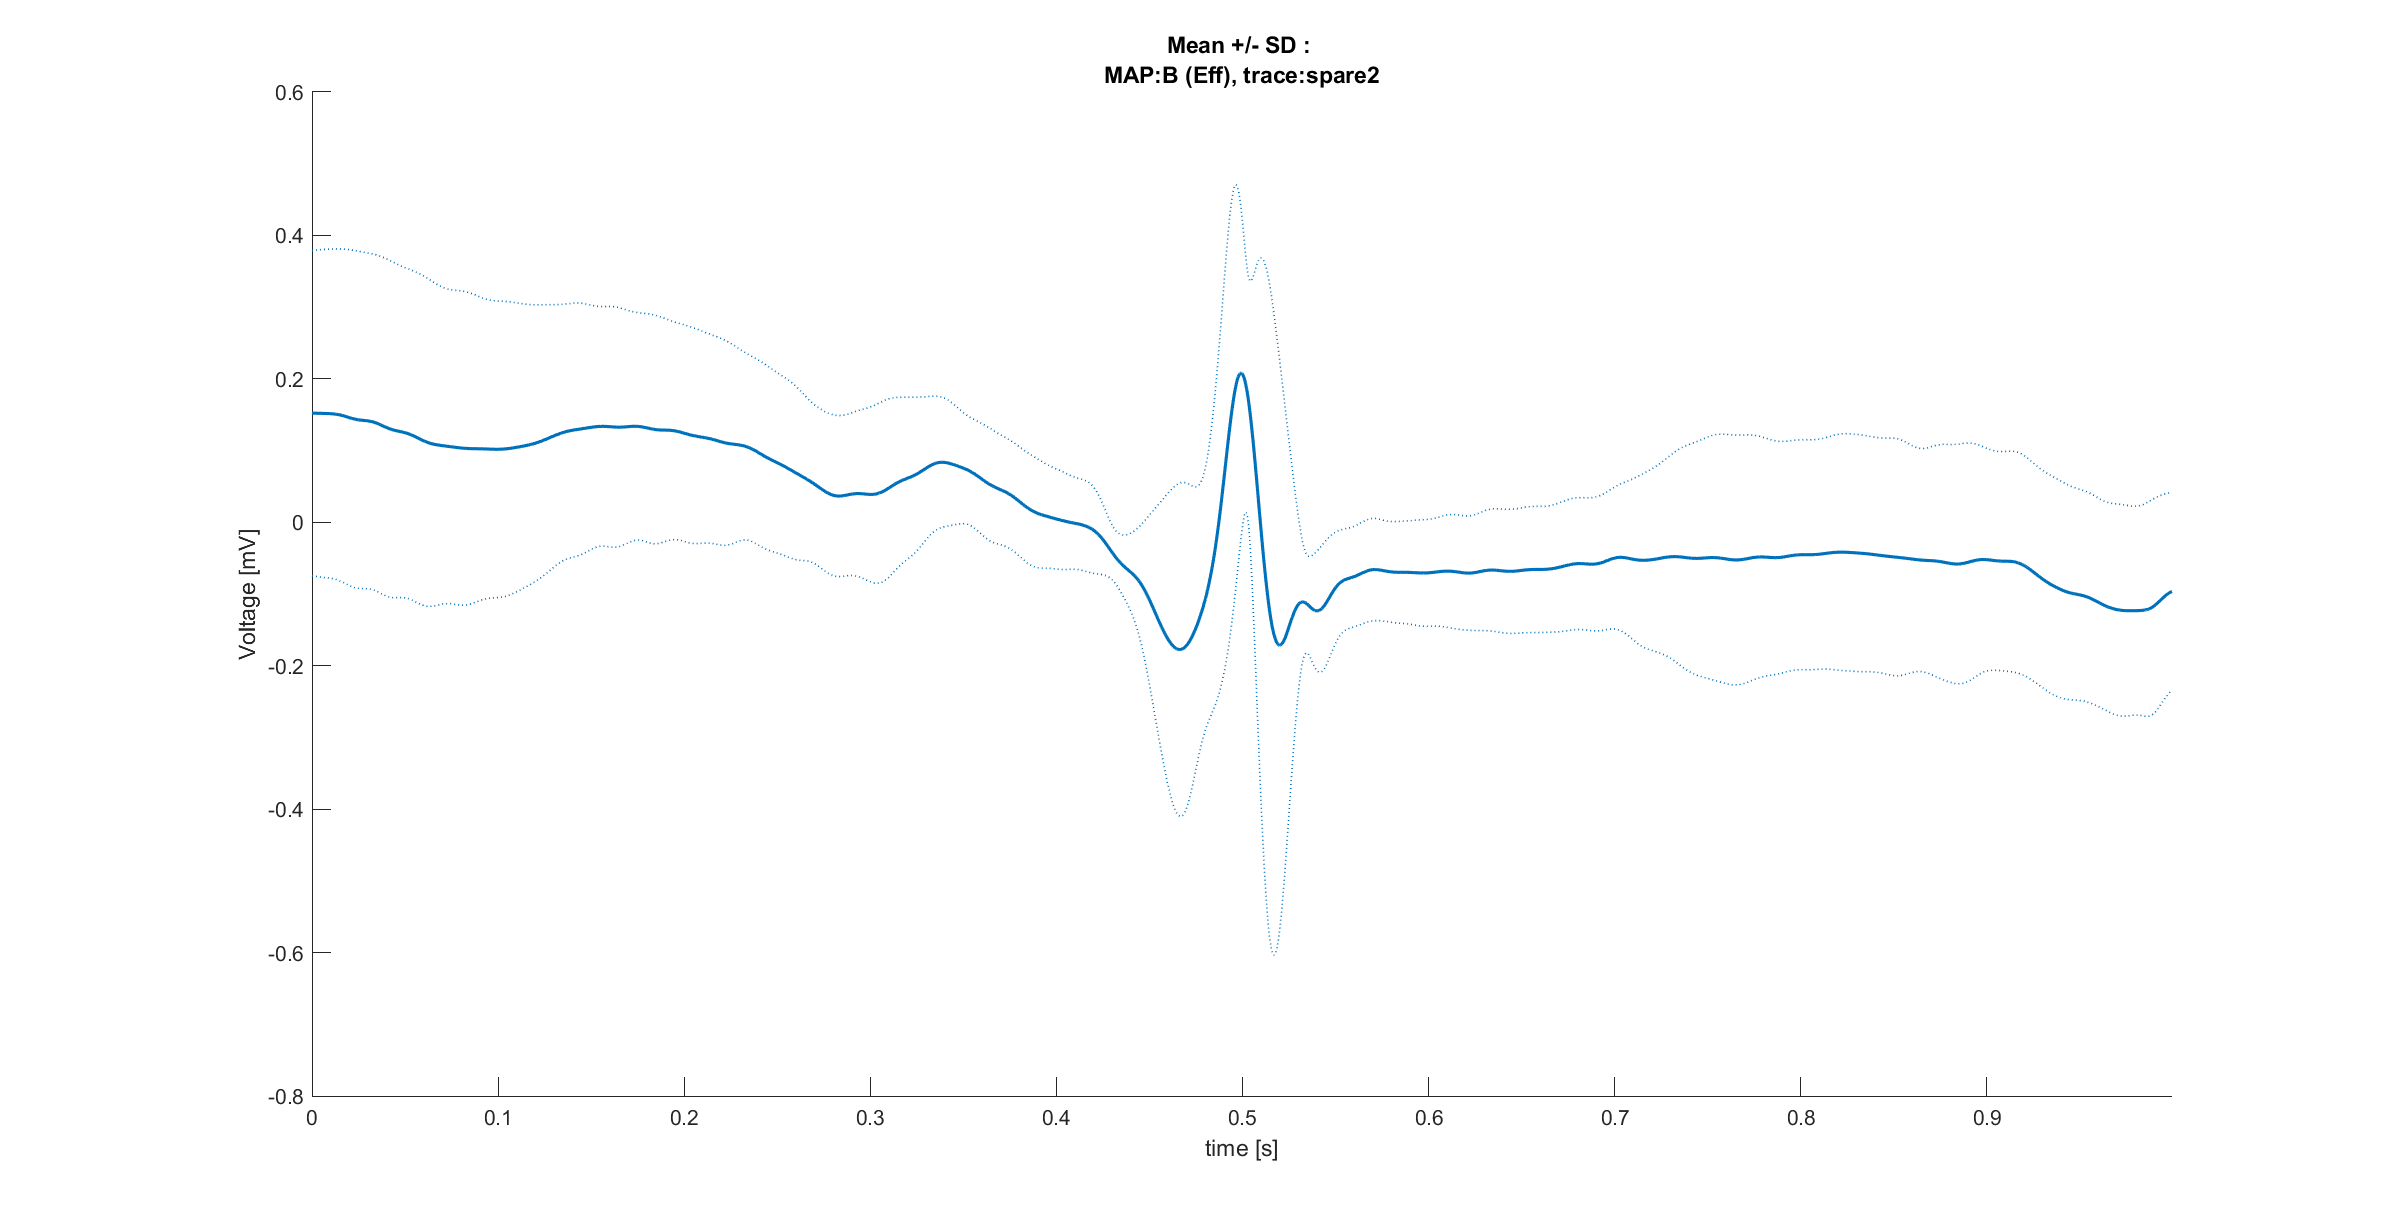 Mean +/- SD :
MAP:B (Eff), trace:spare2
0.6
0.4
0.2
0
-0.2
-0.4
-0.6
-0.8
Voltage [mV]
0 0.1 0.2 0.3 0.4 0.5 0.6 0.7 0.8 0.9
time [s]